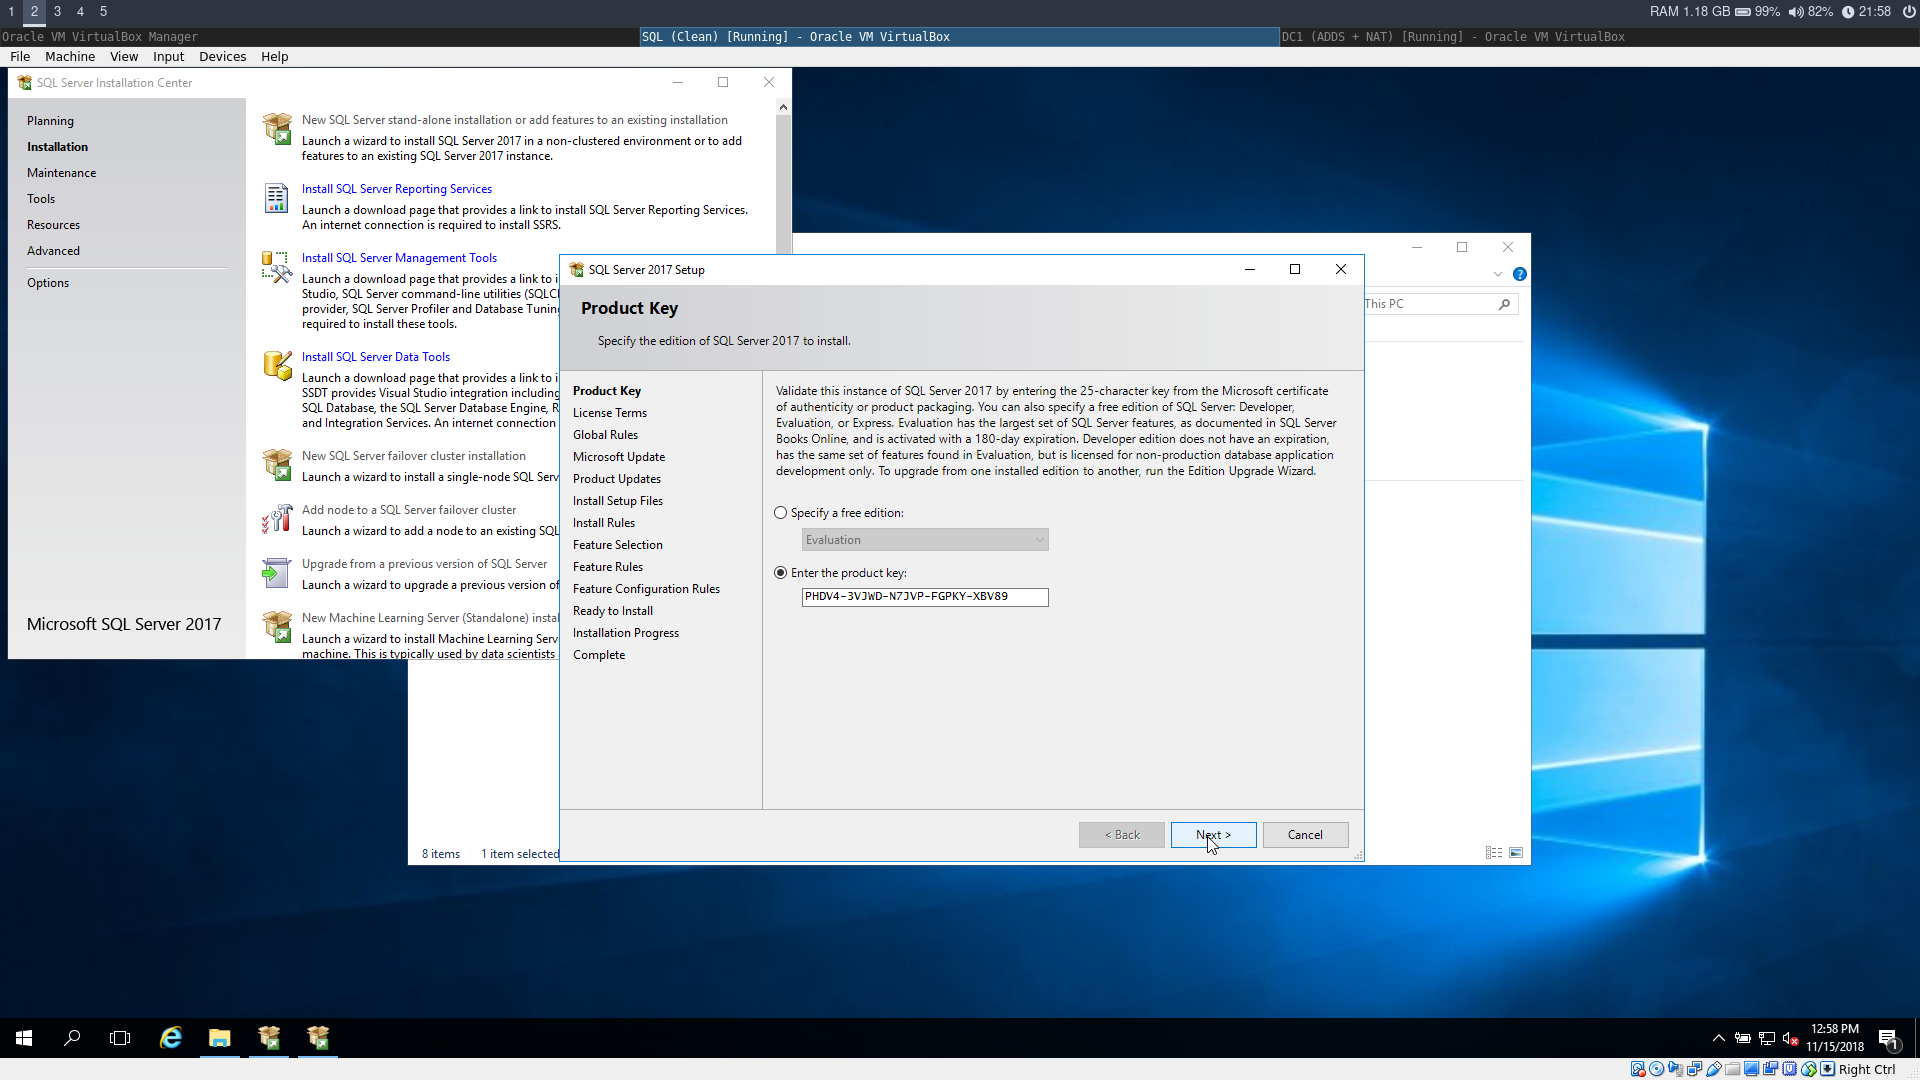 1 2 3 4 5
RAM 1.18 GB 99% 82% 21:58
Oracle VM VirtualBox Manager
SQL (Clean) [Running] - Oracle VM VirtualBox
DC1 (ADDS + NAT) [Running] - Oracle VM VirtualBox
File Machine View Input Devices Help
SQL Server Installation Center
Planning
Installation
Maintenance
Tools
Resources
Advanced
Options
Microsoft SQL Server 2017
New SQL Server stand-alone installation or add features to an existing installation
Launch a wizard to install SQL Server 2017 in a non-clustered environment or to add
features to an existing SQL Server 2017 instance.
Install SQL Server Reporting Services
Launch a download page that provides a link to install SQL Server Reporting Services.
An internet connection is required to install SSRS.
Install SQL Server Management Tools
Launch a download page that provides a link to i
Studio, SQL Server command-line utilities (SQLC
provider, SQL Server Profiler and Database Tunin
required to install these tools.
Install SQL Server Data Tools
Launch a download page that provides a link to i
SSDT provides Visual Studio integration including
SQL Database, the SQL Server Database Engine, R
and Integration Services. An internet connection
New SQL Server failover cluster installation
Launch a wizard to install a single-node SQL Serv
Add node to a SQL Server failover cluster
Launch a wizard to add a node to an existing SQL
Upgrade from a previous version of SQL Server
Launch a wizard to upgrade a previous version of
New Machine Learning Server (Standalone) instal
Launch a wizard to install Machine Learning Serv
machine. This is typically used by data scientists
This PC
8 items 1 item selected
SQL Server 2017 Setup
Product Key
Specify the edition of SQL Server 2017 to install.
Product Key
License Terms
Global Rules
Microsoft Update
Product Updates
Install Setup Files
Install Rules
Feature Selection
Feature Rules
Feature Configuration Rules
Ready to Install
Installation Progress
Complete
Validate this instance of SQL Server 2017 by entering the 25-character key from the Microsoft certificate
of authenticity or product packaging. You can also specify a free edition of SQL Server: Developer,
Evaluation, or Express. Evaluation has the largest set of SQL Server features, as documented in SQL Server
Books Online, and is activated with a 180-day expiration. Developer edition does not have an expiration,
has the same set of features found in Evaluation, but is licensed for non-production database application
development only. To upgrade from one installed edition to another, run the Edition Upgrade Wizard.
Specify a free edition:
Evaluation
Enter the product key:
PHDV4-3VJWD-N7JVP-FGPKY-XBV89
< Back Next > Cancel
12:58 PM
11/15/2018
1
Right Ctrl